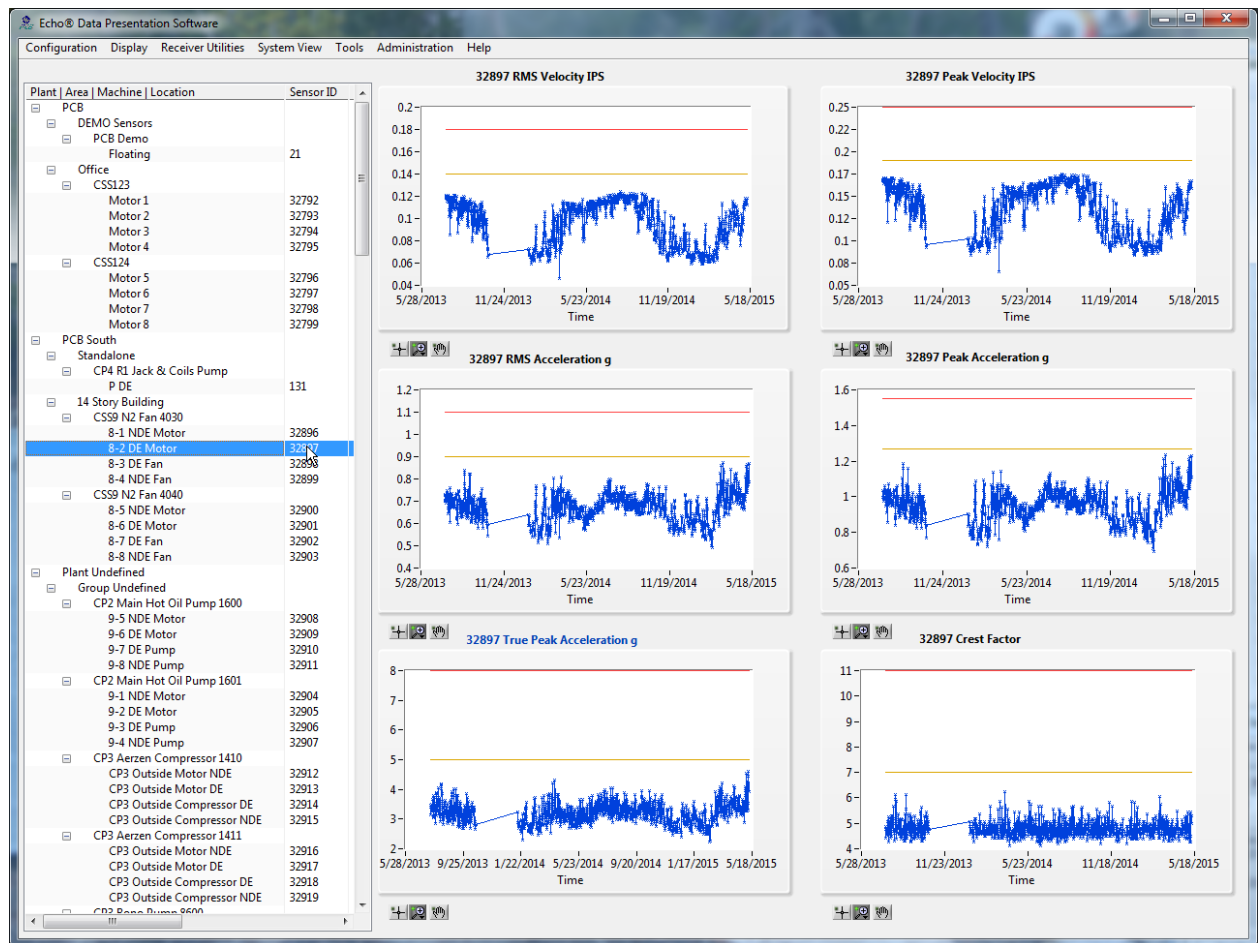 Echo® Data Presentation Software
Configuration Display Receiver Utilities System View Tools Administration Help
Plant | Area | Machine | Location Sensor ID
PCB
DEMO Sensors
PCB Demo
Floating 21
Office
CSS123
Motor 1 32792
Motor 2 32793
Motor 3 32794
Motor 4 32795
CSS124
Motor 5 32796
Motor 6 32797
Motor 7 32798
Motor 8 32799
PCB South
Standalone
CP4 R1 Jack & Coils Pump
P DE 131
14 Story Building
CSS9 N2 Fan 4030
8-1 NDE Motor 32896
8-2 DE Motor 32897
8-3 DE Fan 32898
8-4 NDE Fan 32899
CSS9 N2 Fan 4040
8-5 NDE Motor 32900
8-6 DE Motor 32901
8-7 DE Fan 32902
8-8 NDE Fan 32903
Plant Undefined
Group Undefined
CP2 Main Hot Oil Pump 1600
9-5 NDE Motor 32908
9-6 DE Motor 32909
9-7 DE Pump 32910
9-8 NDE Pump 32911
CP2 Main Hot Oil Pump 1601
9-1 NDE Motor 32904
9-2 DE Motor 32905
9-3 DE Pump 32906
9-4 NDE Pump 32907
CP3 Aerzen Compressor 1410
CP3 Outside Motor NDE 32912
CP3 Outside Motor DE 32913
CP3 Outside Compressor DE 32914
CP3 Outside Compressor NDE 32915
CP3 Aerzen Compressor 1411
CP3 Outside Motor NDE 32916
CP3 Outside Motor DE 32917
CP3 Outside Compressor DE 32918
CP3 Outside Compressor NDE 32919
32897 RMS Velocity IPS
0.2
0.18
0.16
0.14
0.12
0.1
0.08
0.06
0.04
5/28/2013 11/24/2013 5/23/2014 11/19/2014 5/18/2015
Time
32897 Peak Velocity IPS
0.25
0.22
0.2
0.17
0.15
0.12
0.1
0.08
0.05
5/28/2013 11/24/2013 5/23/2014 11/19/2014 5/18/2015
Time
32897 RMS Acceleration g
1.2
1.1
1
0.9
0.8
0.7
0.6
0.5
0.4
5/28/2013 11/24/2013 5/23/2014 11/19/2014 5/18/2015
Time
32897 Peak Acceleration g
1.6
1.4
1.2
1
0.8
0.6
5/28/2013 11/24/2013 5/23/2014 11/19/2014 5/18/2015
Time
32897 True Peak Acceleration g
8
7
6
5
4
3
2
5/28/2013 9/25/2013 1/22/2014 5/23/2014 9/20/2014 1/17/2015 5/18/2015
Time
32897 Crest Factor
11
10
9
8
7
6
5
4
5/28/2013 11/23/2013 5/23/2014 11/18/2014 5/18/2015
Time